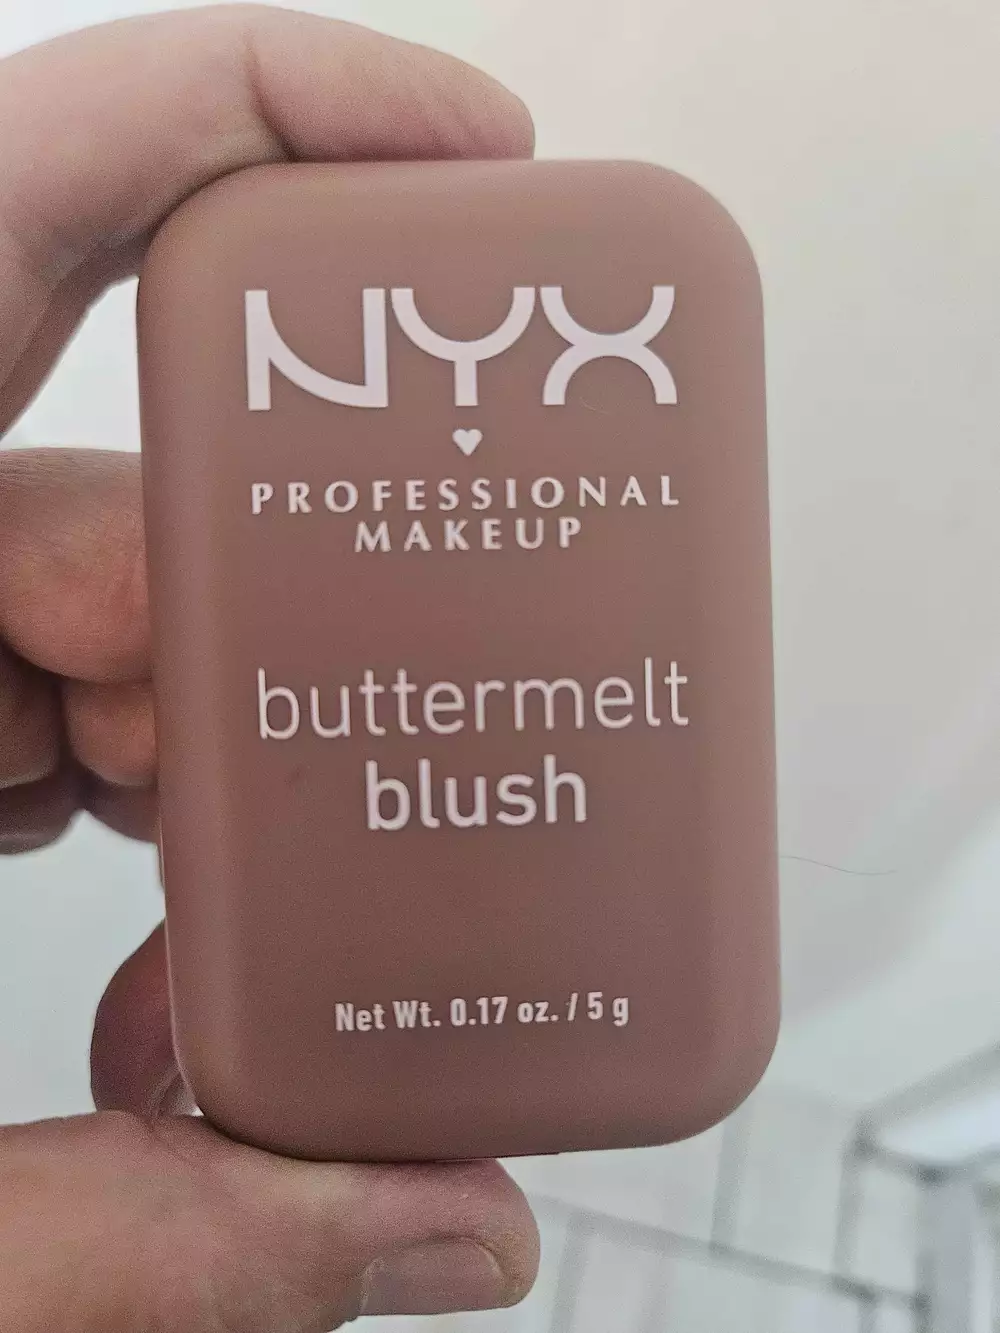 NYX
PROFESSIONAL
MAKEUP
buttermelt
blush
Net Wt. 0.17 oz. / 5 g